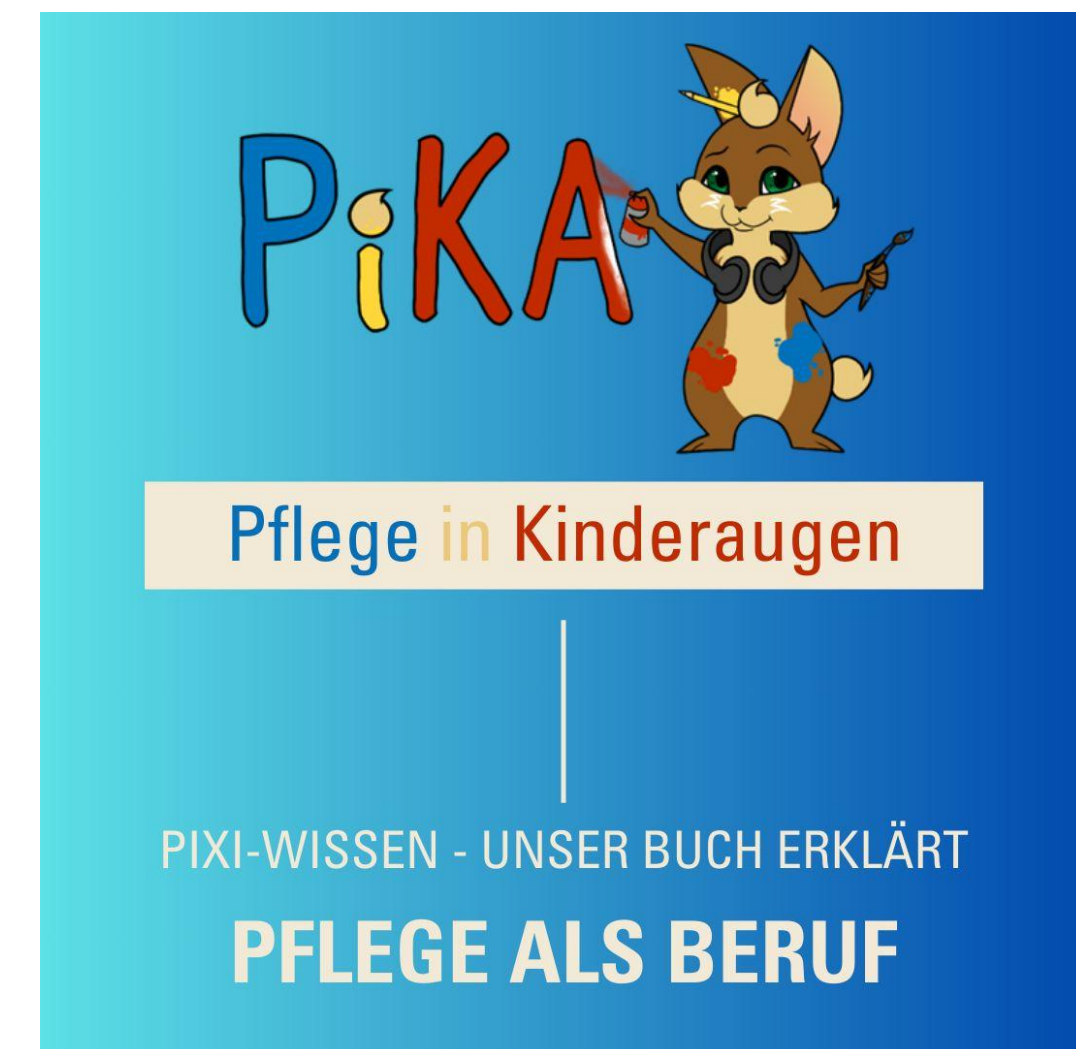 PiKA
Pflege in Kinderaugen
PIXI-WISSEN - UNSER BUCH ERKLÄRT
PFLEGE ALS BERUF